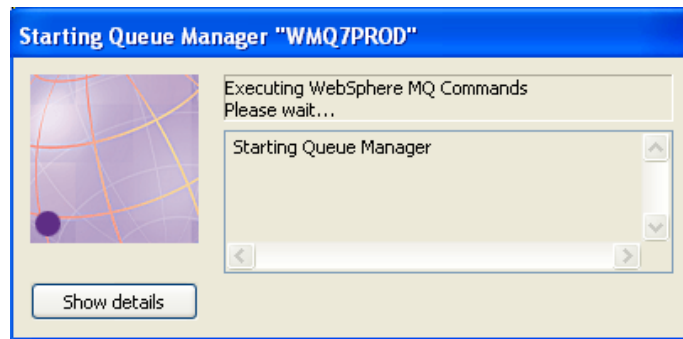 Starting Queue Manager "WMQ7PROD"
Executing WebSphere MQ Commands
Please wait...
Starting Queue Manager
Show details